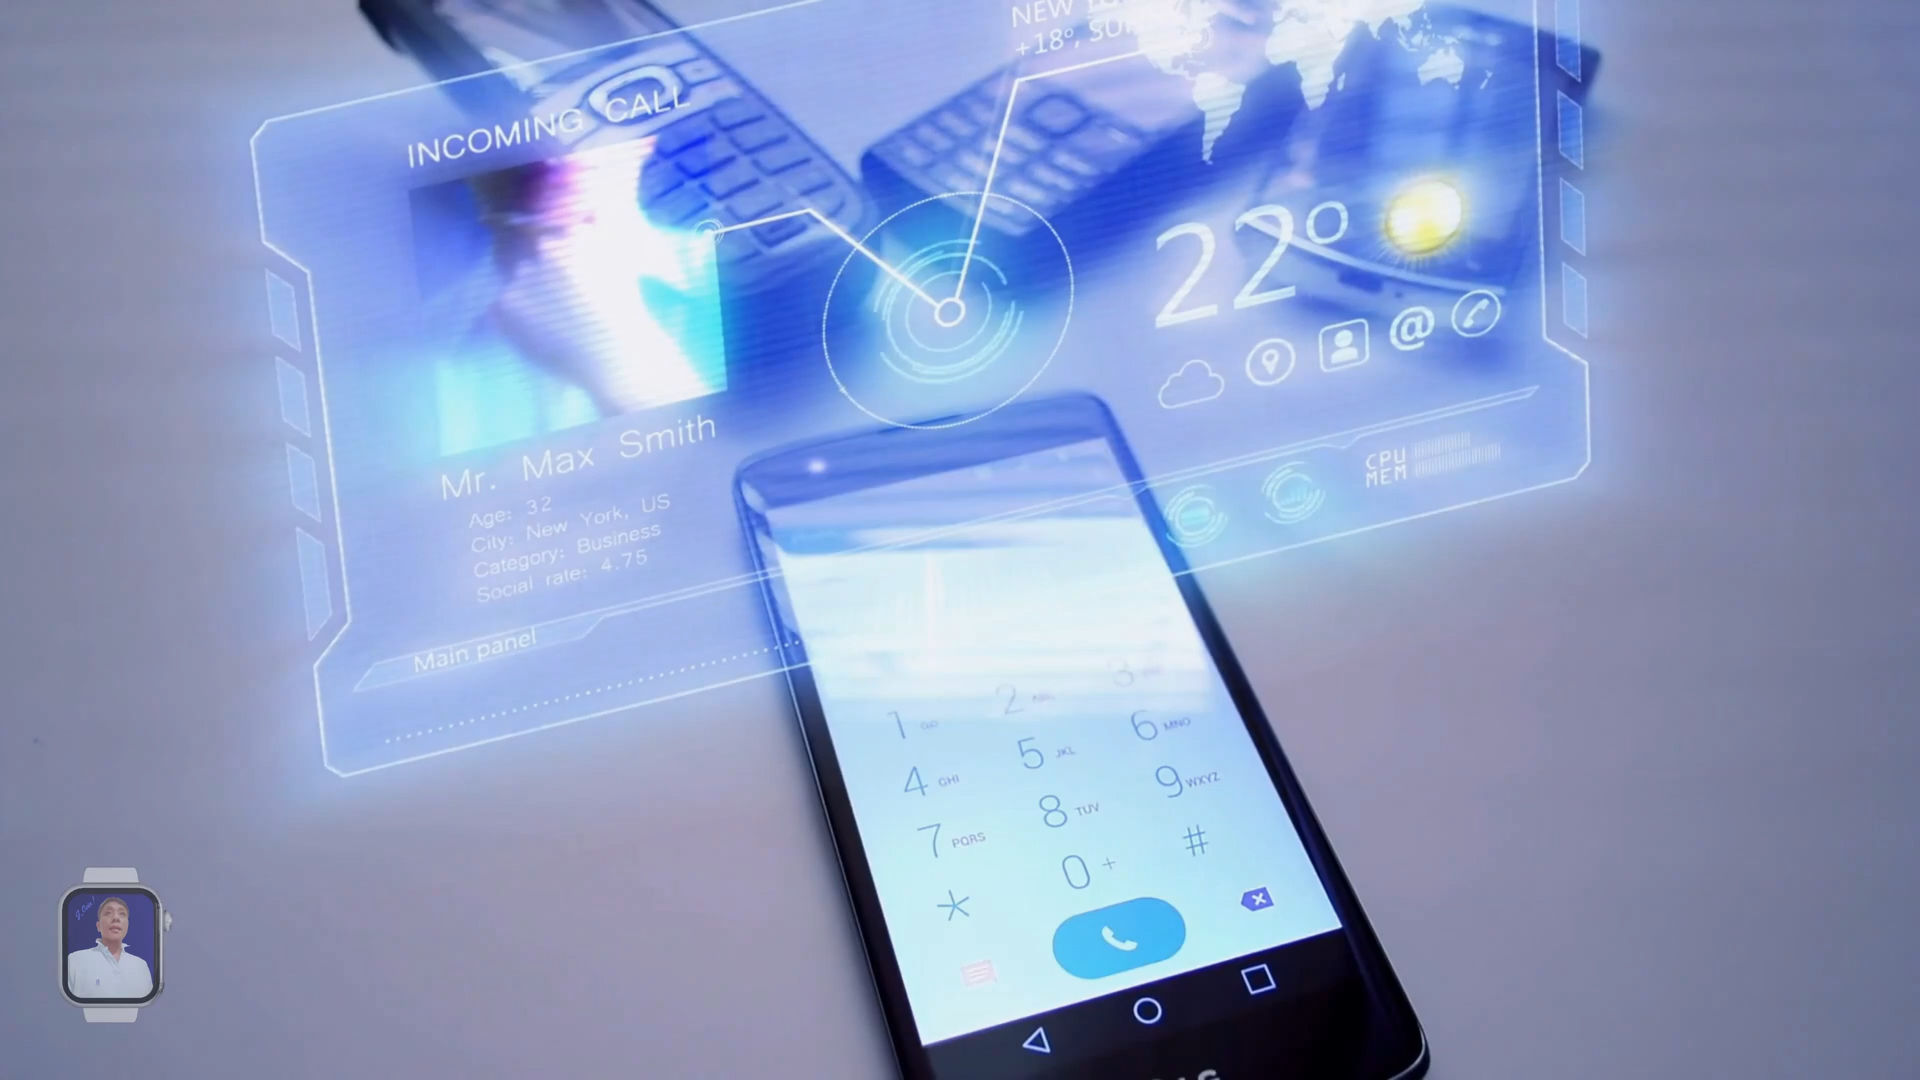 INCOMING CALL
NEW
+18°,
22°
@
Mr. Max Smith
Age: 32
City: New York, US
Category: Business
Social rate: 4.75
CPU
MEM
Main panel
1
2
3
4 GHI
5 JKL
6 MNO
7 PQRS
8 TUV
9 WXYZ
*
0 +
#